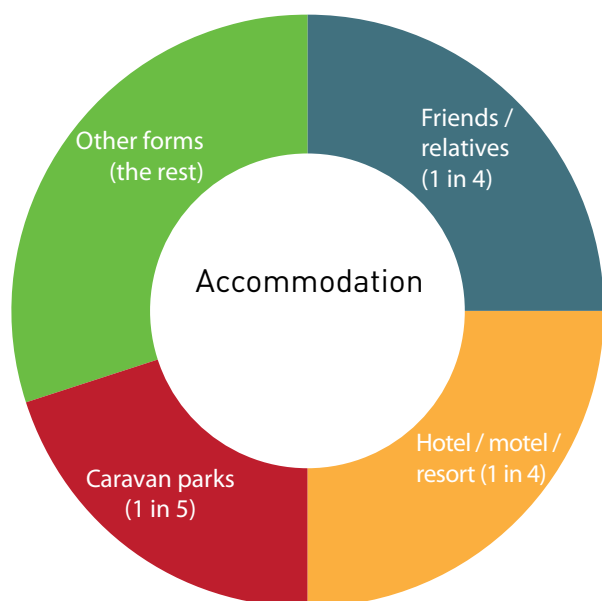 Friends /
relatives
(1 in 4)
Other forms
(the rest)
Accommodation
Hotel / motel /
resort (1 in 4)
Caravan parks
(1 in 5)